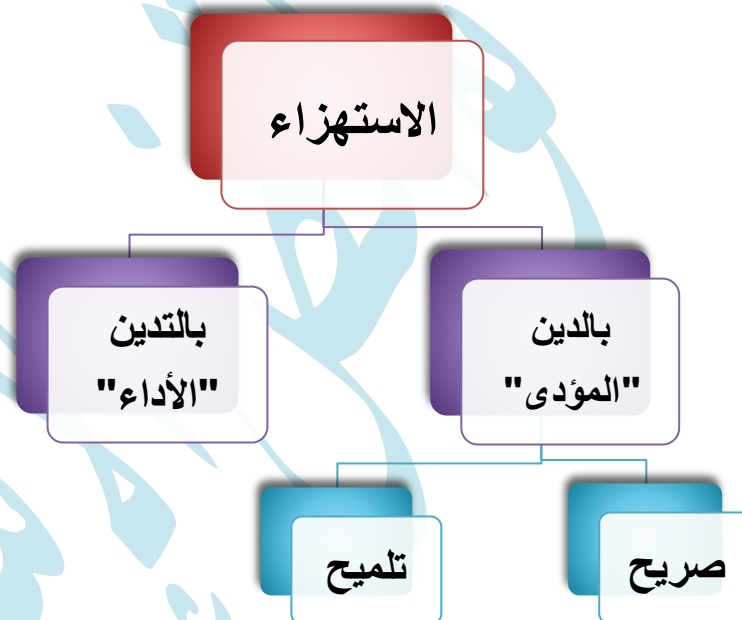 الاستهزاء
بالدين
"المؤدى"
بالتدين
"الأداء"
صريح
تلميح